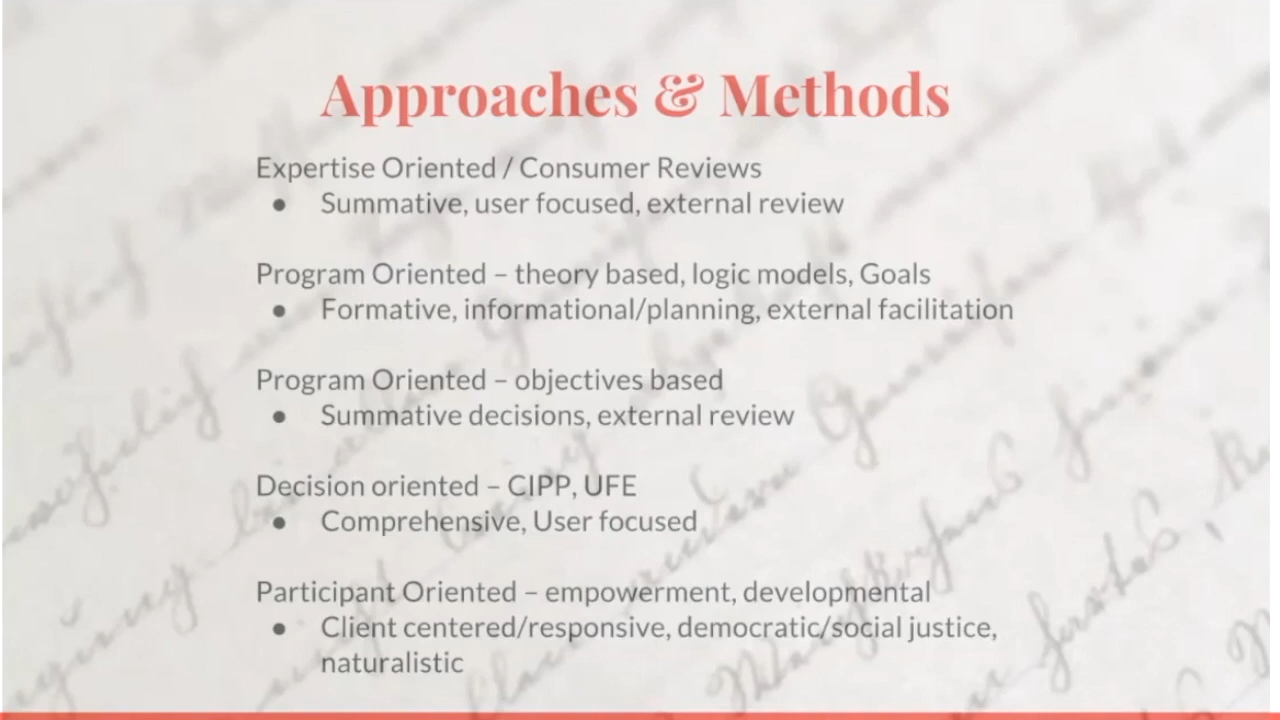 Approaches & Methods
Expertise Oriented / Consumer Reviews
● Summative, user focused, external review
Program Oriented – theory based, logic models, Goals
● Formative, informational/planning, external facilitation
Program Oriented – objectives based
● Summative decisions, external review
Decision oriented – CIPP, UFE
● Comprehensive, User focused
Participant Oriented – empowerment, developmental
● Client centered/responsive, democratic/social justice,
naturalistic